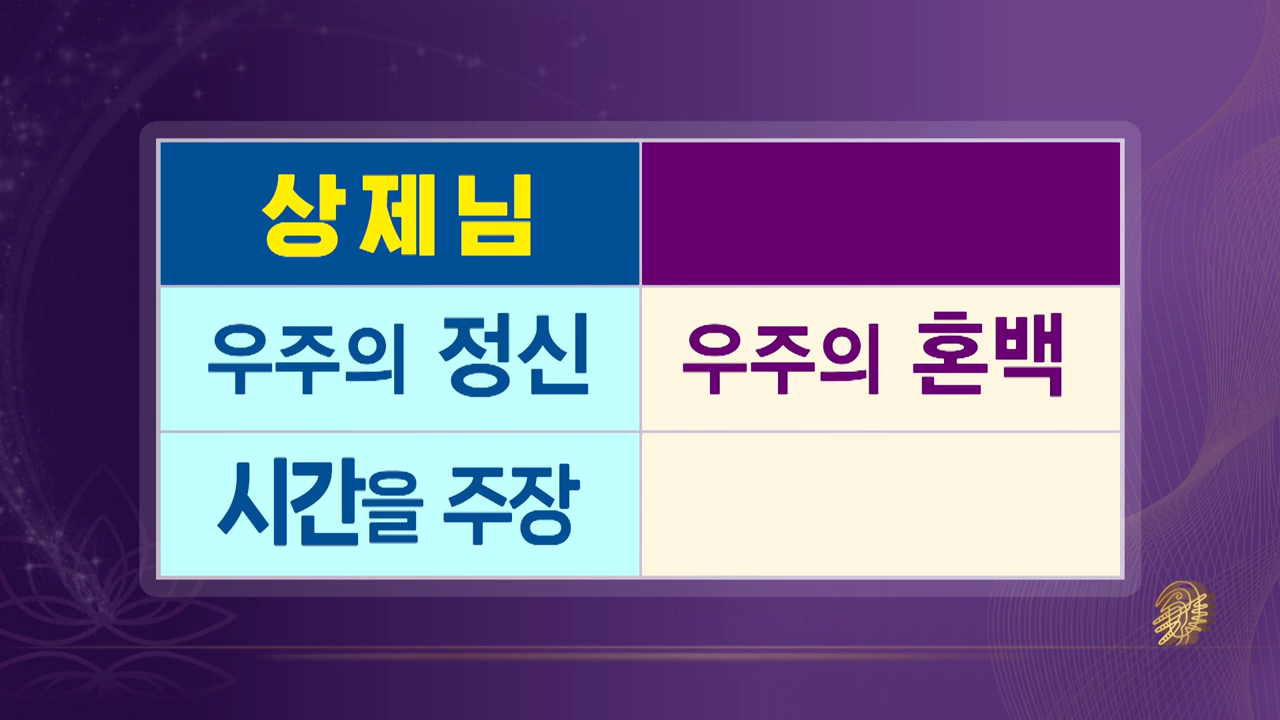 상제님
우주의 정신 우주의 혼백
시간을 주장